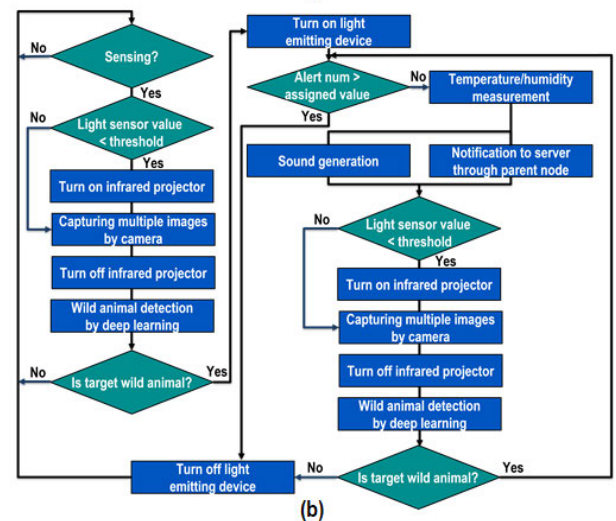 No
Sensing?
Yes
No
Light sensor value
< threshold
Yes
Turn on infrared projector
Capturing multiple images
by camera
Turn off infrared projector
Wild animal detection
by deep learning
No
Is target wild animal?
Yes
Turn on light
emitting device
Alert num >
assigned value
No
Yes
Temperature/humidity
measurement
Sound generation
Notification to server
through parent node
No
Light sensor value
< threshold
Yes
Turn on infrared projector
Capturing multiple images
by camera
Turn off infrared projector
Wild animal detection
by deep learning
Is target wild animal?
Yes
No
Turn off light
emitting device
(b)